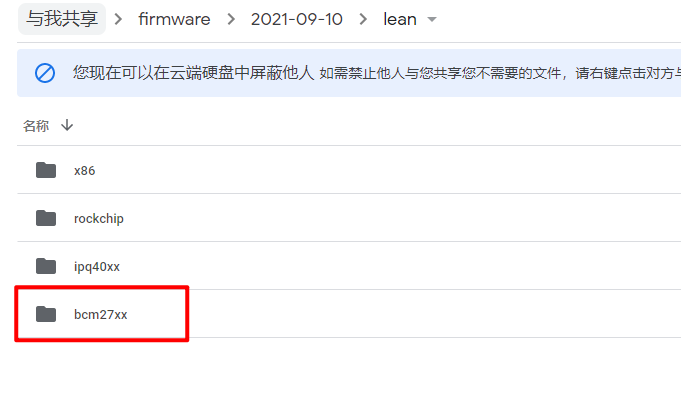 与我共享 > firmware > 2021-09-10 > lean
您现在可以在云端硬盘中屏蔽他人 如需禁止他人与您共享您不需要的文件，请右键点击对方与
名称 ↓
x86
rockchip
ipq40xx
bcm27xx